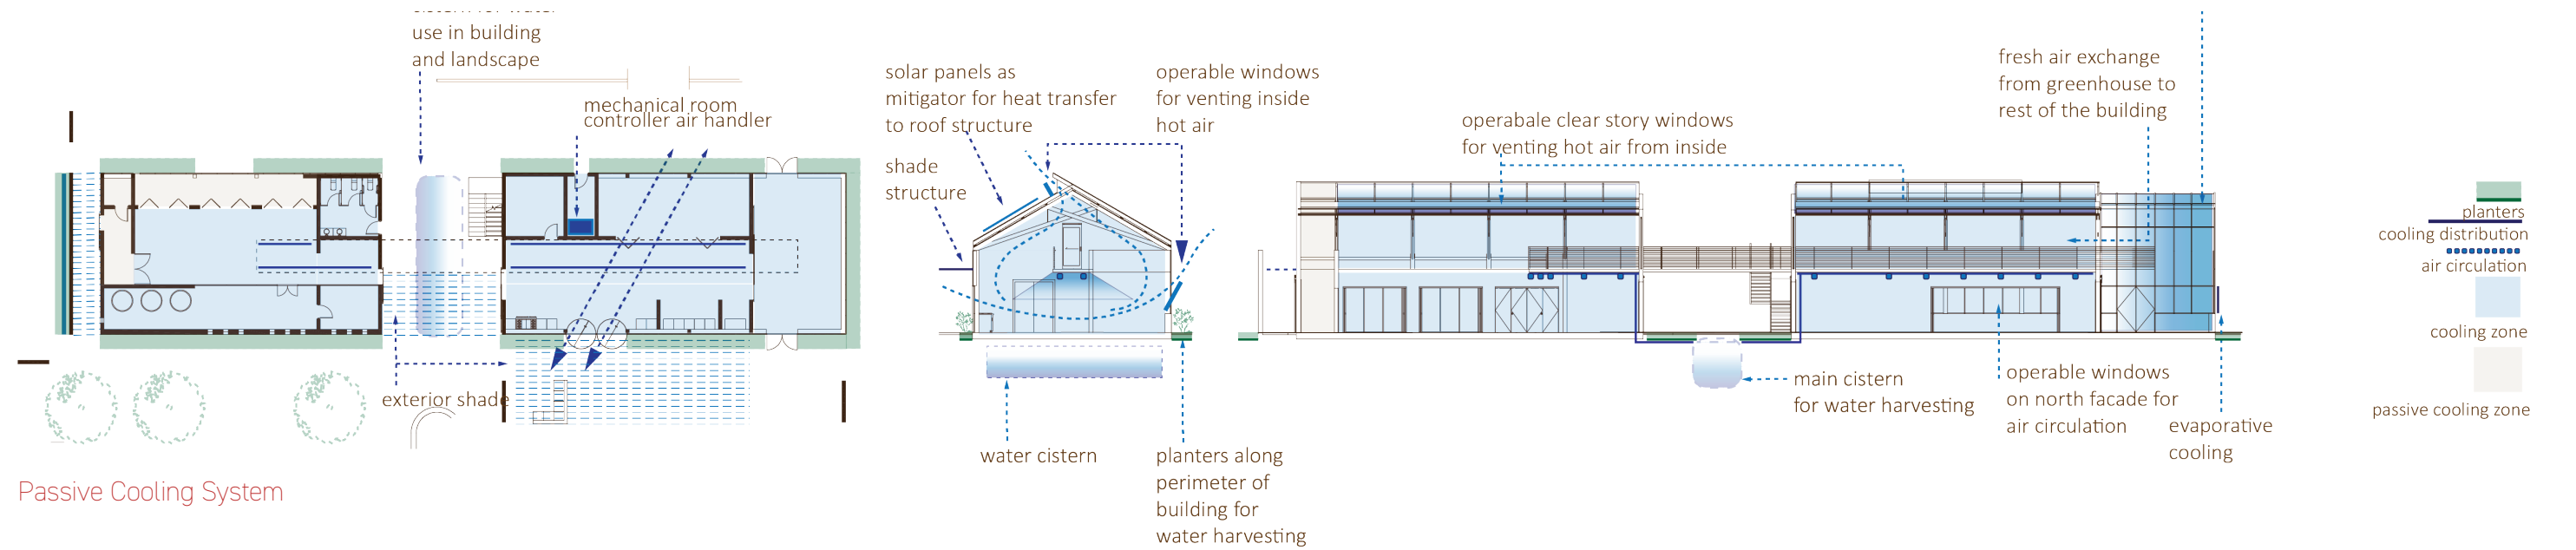 use in building
and landscape
mechanical room
controller air handler
exterior shade
Passive Cooling System
solar panels as
mitigator for heat transfer
to roof structure
shade
structure
operable windows
for venting inside
hot air
water cistern
planters along
perimeter of
building for
water harvesting
operabale clear story windows
for venting hot air from inside
fresh air exchange
from greenhouse to
rest of the building
main cistern
for water harvesting
operable windows
on north facade for
air circulation
evaporative
cooling
planters
cooling distribution
air circulation
cooling zone
passive cooling zone